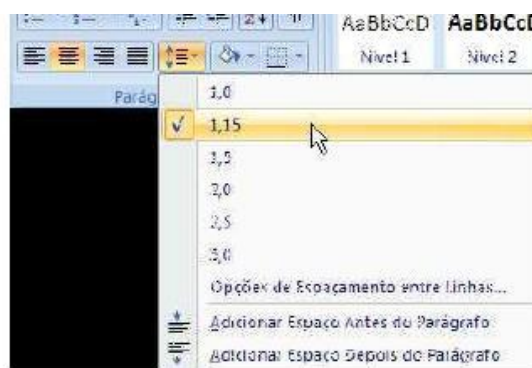 AaBbCcD AaBbCcD
Nível 1 Nível 2
Parág
1,0
1,15
1,5
2,0
2,5
3,0
Opções de Espaçamento entre Linhas...
Adicionar Espaço Antes do Parágrafo
Adicionar Espaço Depois do Parágrafo